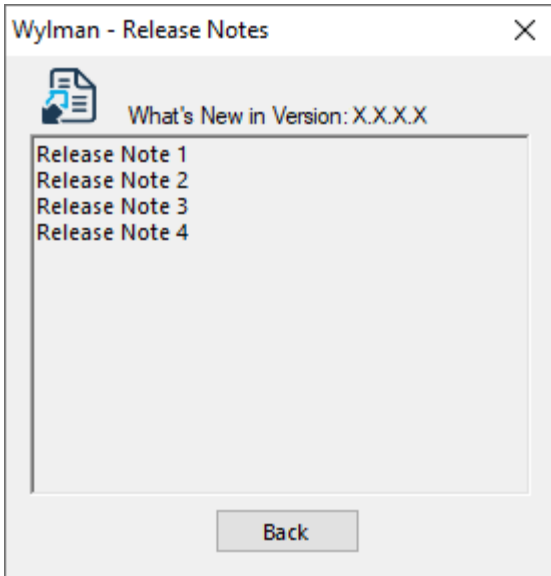 Wylman - Release Notes
What's New in Version: X.X.X.X
Release Note 1
Release Note 2
Release Note 3
Release Note 4
Back